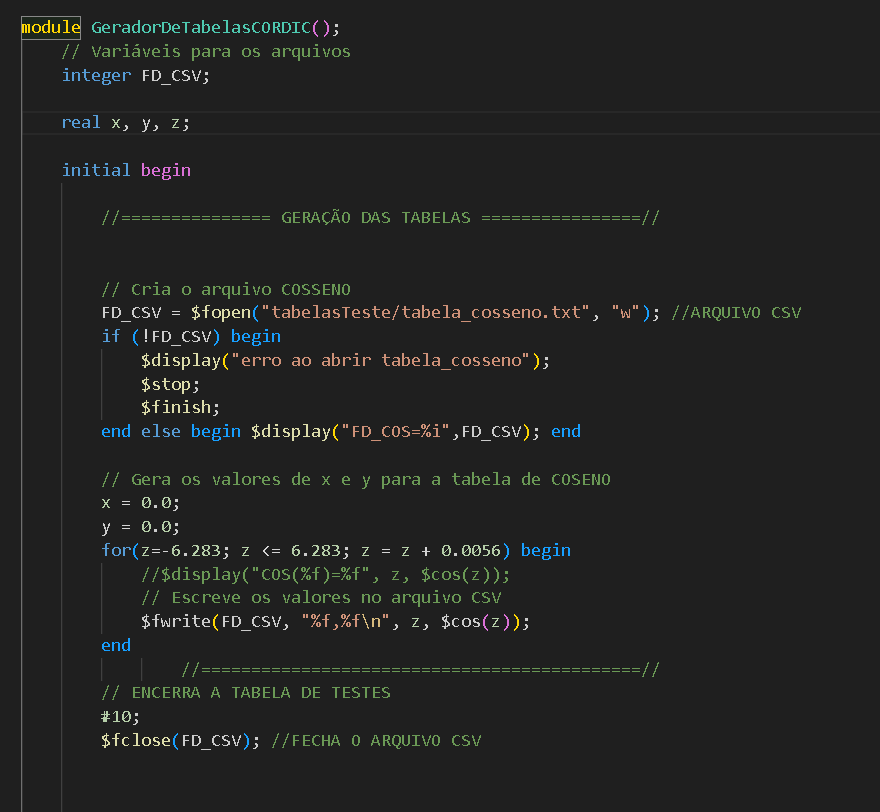 module GeradorDeTabelasCORDIC();
// Variáveis para os arquivos
integer FD_CSV;
real x, y, z;
initial begin
//=============== GERAÇÃO DAS TABELAS ================//
// Cria o arquivo COSSENO
FD_CSV = $fopen("tabelasTeste/tabela_cosseno.txt", "w"); //ARQUIVO CSV
if (!FD_CSV) begin
$display("erro ao abrir tabela_cosseno");
$stop;
$finish;
end else begin $display("FD_COS=%i",FD_CSV); end
// Gera os valores de x e y para a tabela de COSENO
x = 0.0;
y = 0.0;
for(z=-6.283; z <= 6.283; z = z + 0.0056) begin
//$display("COS(%f)=%f", z, $cos(z));
// Escreve os valores no arquivo CSV
$fwrite(FD_CSV, "%f,%f\n", z, $cos(z));
end
//============================================//
// ENCERRA A TABELA DE TESTES
#10;
$fclose(FD_CSV); //FECHA O ARQUIVO CSV